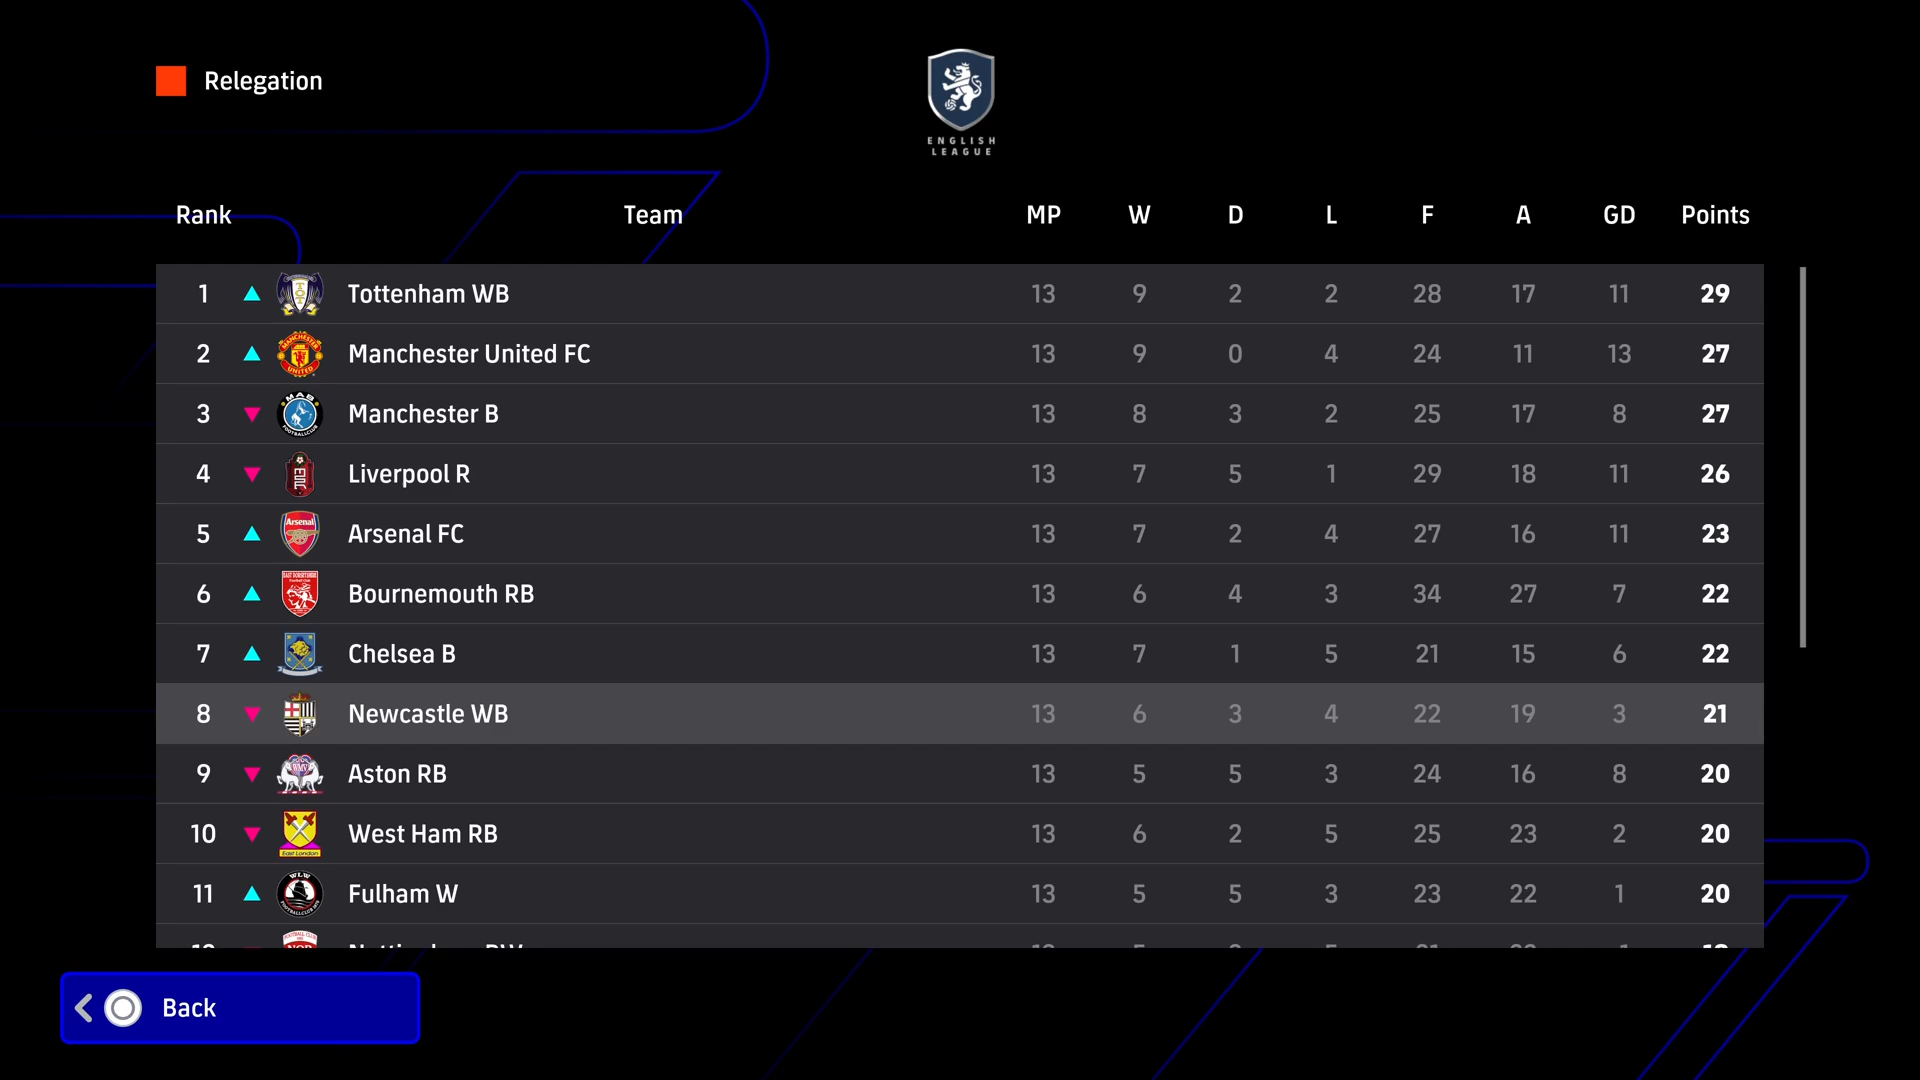 Relegation
ENGLISH
LEAGUE
Rank Team MP W D L F A GD Points
1 Tottenham WB 13 9 2 2 28 17 11 29
2 Manchester United FC 13 9 0 4 24 11 13 27
3 Manchester B 13 8 3 2 25 17 8 27
4 Liverpool R 13 7 5 1 29 18 11 26
5 Arsenal FC 13 7 2 4 27 16 11 23
6 Bournemouth RB 13 6 4 3 34 27 7 22
7 Chelsea B 13 7 1 5 21 15 6 22
8 Newcastle WB 13 6 3 4 22 19 3 21
9 Aston RB 13 5 5 3 24 16 8 20
10 West Ham RB 13 6 2 5 25 23 2 20
11 Fulham W 13 5 5 3 23 22 1 20
Back